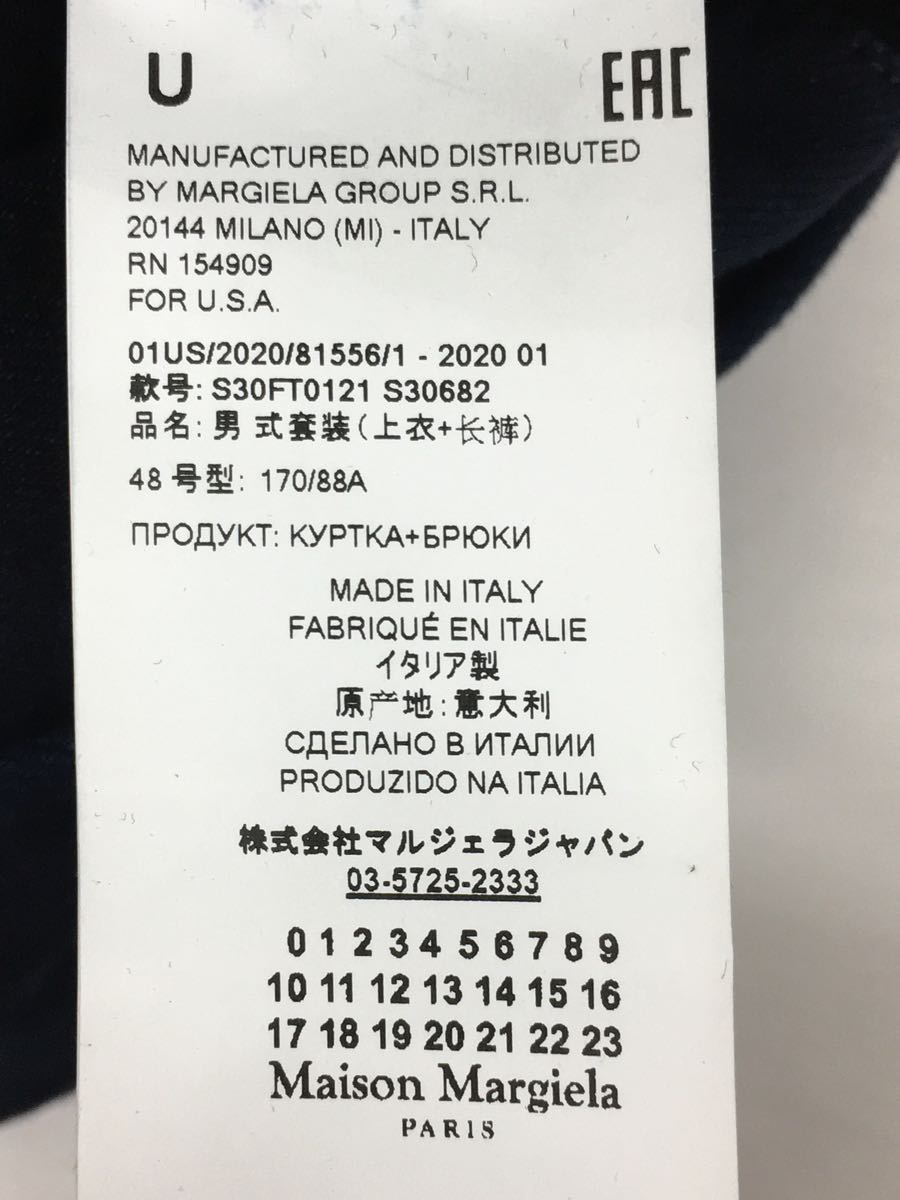 U
EAC
MANUFACTURED AND DISTRIBUTED
BY MARGIELA GROUP S.R.L.
20144 MILANO (MI) - ITALY
RN 154909
FOR U.S.A.
01US/2020/81556/1 - 2020 01
款号: S30FT0121 S30682
品名: 男 式套装(上衣+长裤)
48 号型: 170/88A
ПРОДУКТ: КУРТКА+БРЮКИ
MADE IN ITALY
FABRIQUÉ EN ITALIE
イタリア製
原产地:意大利
СДЕЛАНО В ИТАЛИИ
PRODUZIDO NA ITALIA
株式会社マルジェラジャパン
03-5725-2333
0 1 2 3 4 5 6 7 8 9
10 11 12 13 14 15 16
17 18 19 20 21 22 23
Maison Margiela
PARIS